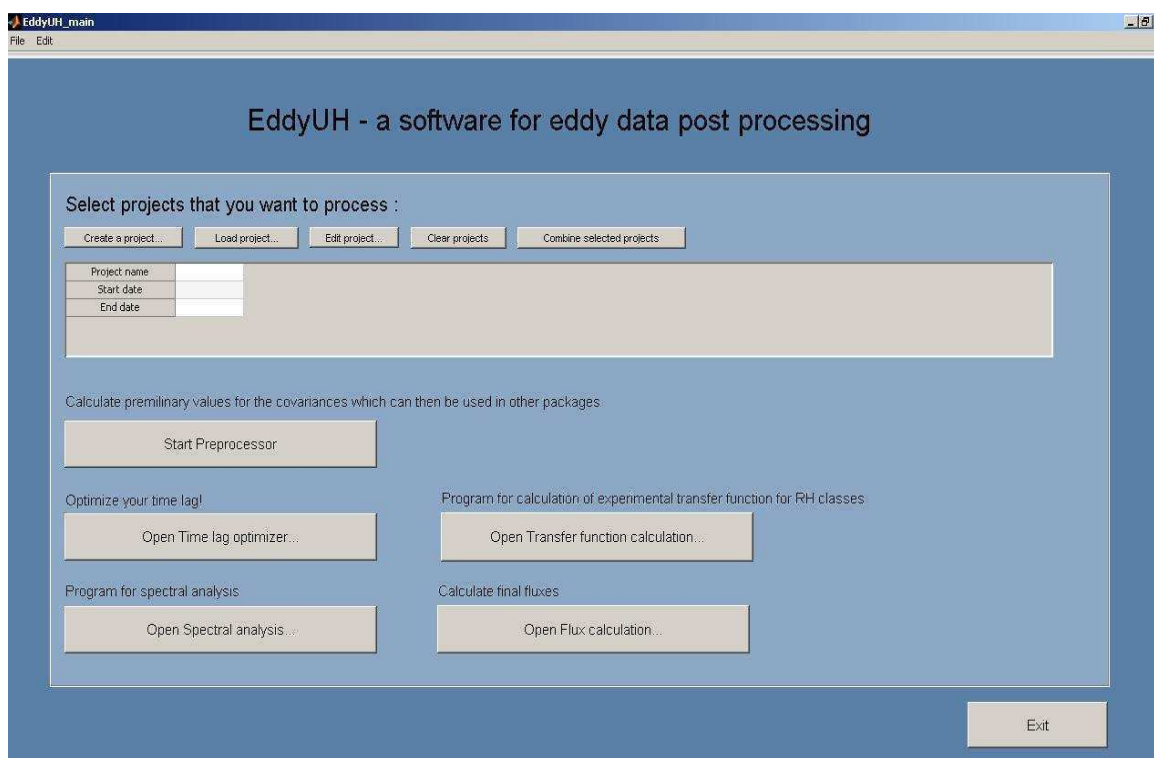 EddyUH_main
File Edit
EddyUH - a software for eddy data post processing
Select projects that you want to process :
Create a project... Load project... Edit project... Clear projects Combine selected projects
Project name
Start date
End date
Calculate premilinary values for the covariances which can then be used in other packages
Start Preprocessor
Optimize your time lag! Program for calculation of experimental transfer function for RH classes
Open Time lag optimizer... Open Transfer function calculation...
Program for spectral analysis Calculate final fluxes
Open Spectral analysis... Open Flux calculation...
Exit